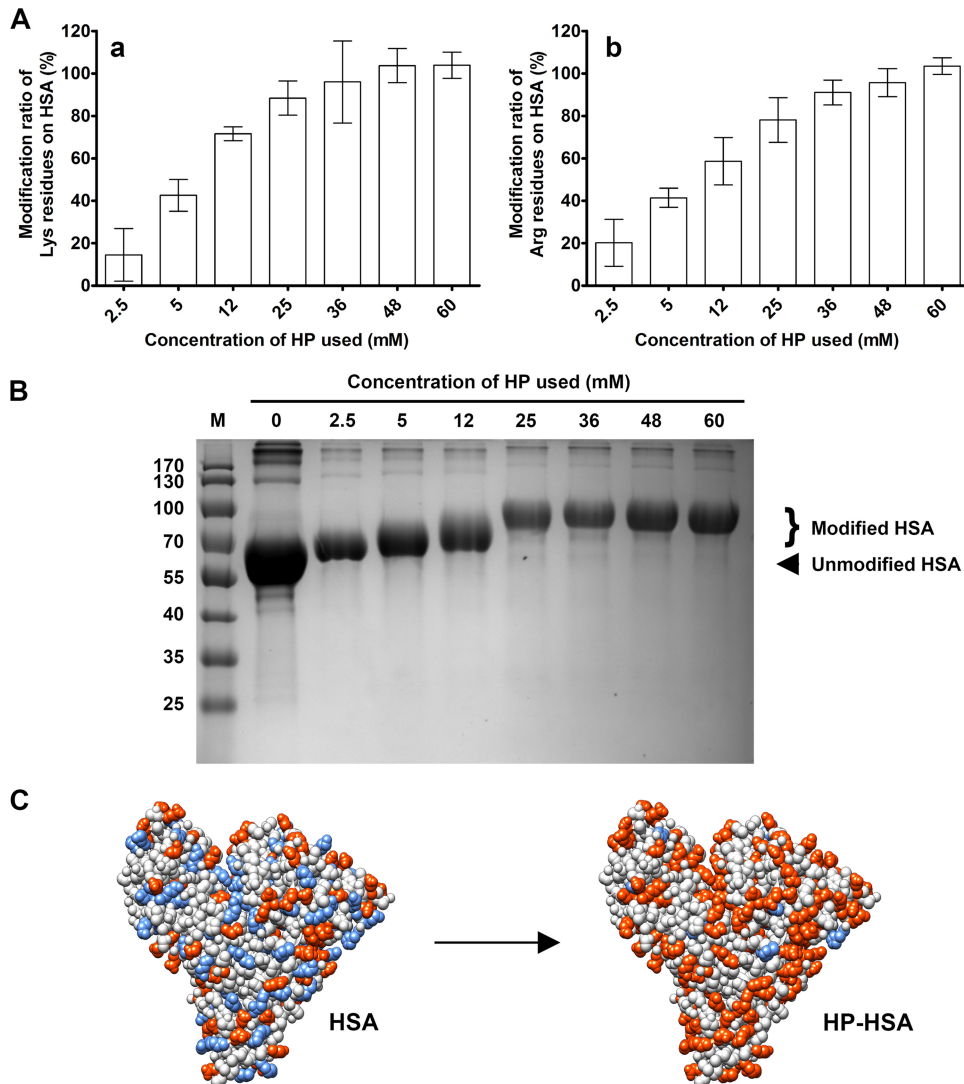 A
a
Modification ratio of
Lys residues on HSA (%)
120
100
80
60
40
20
0
2.5 5 12 25 36 48 60
Concentration of HP used (mM)
b
Modification ratio of
Arg residues on HSA (%)
120
100
80
60
40
20
0
2.5 5 12 25 36 48 60
Concentration of HP used (mM)
B
Concentration of HP used (mM)
M 0 2.5 5 12 25 36 48 60
170
130
100
70
55
40
35
25
} Modified HSA
Unmodified HSA
C
HSA
HP-HSA